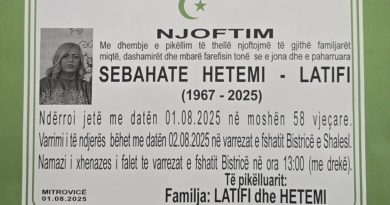 NJOFTIM
Me dhembje e pikëllim të thellë njoftojmë të gjithë familjarët
miqtë, dashamirët dhe mbarë farefisin tonë se e jona dhe e paharruara
SEBAHATE HETEMI - LATIFI
(1967 - 2025)
Ndërroi jetë me datën 01.08.2025 në moshën 58 vjeçare.
Varrimi i të ndjerës bëhet me datën 02.08.2025 në varrezat e fshatit Bistricë e Shalesl.
Namazi i xhenazes i falet te varrezat e fshatit Bistricë në ora 13:00 (me drekë).
Të pikëlluarit:
MITROVICË
01.08.2025
Familja: LATIFI dhe HETEMI